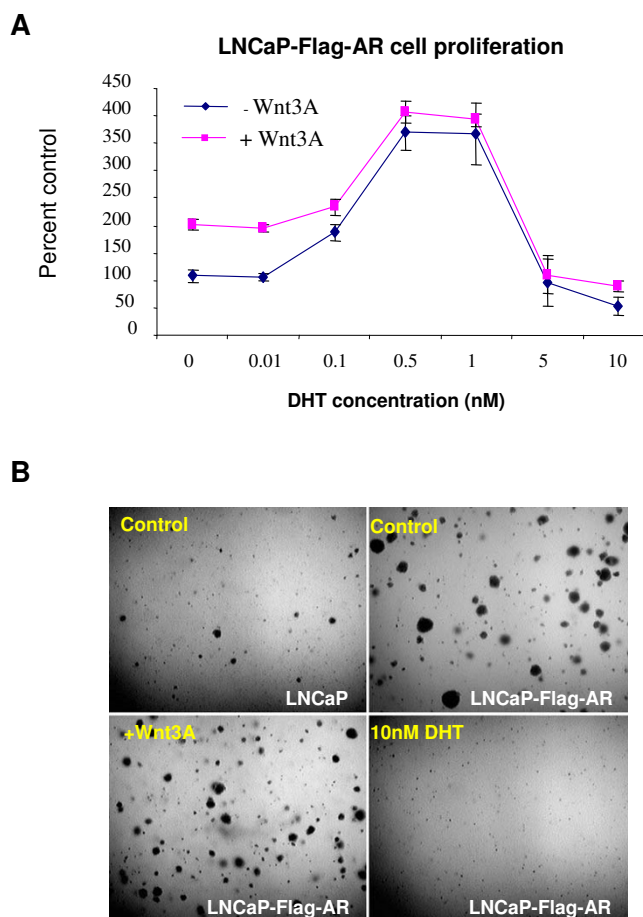 A
LNCaP-Flag-AR cell proliferation
450
400
350
300
250
200
150
100
50
0
Percent control
- Wnt3A
+ Wnt3A
0 0.01 0.1 0.5 1 5 10
DHT concentration (nM)
B
Control
LNCaP
Control
LNCaP-Flag-AR
+Wnt3A
LNCaP-Flag-AR
10nM DHT
LNCaP-Flag-AR